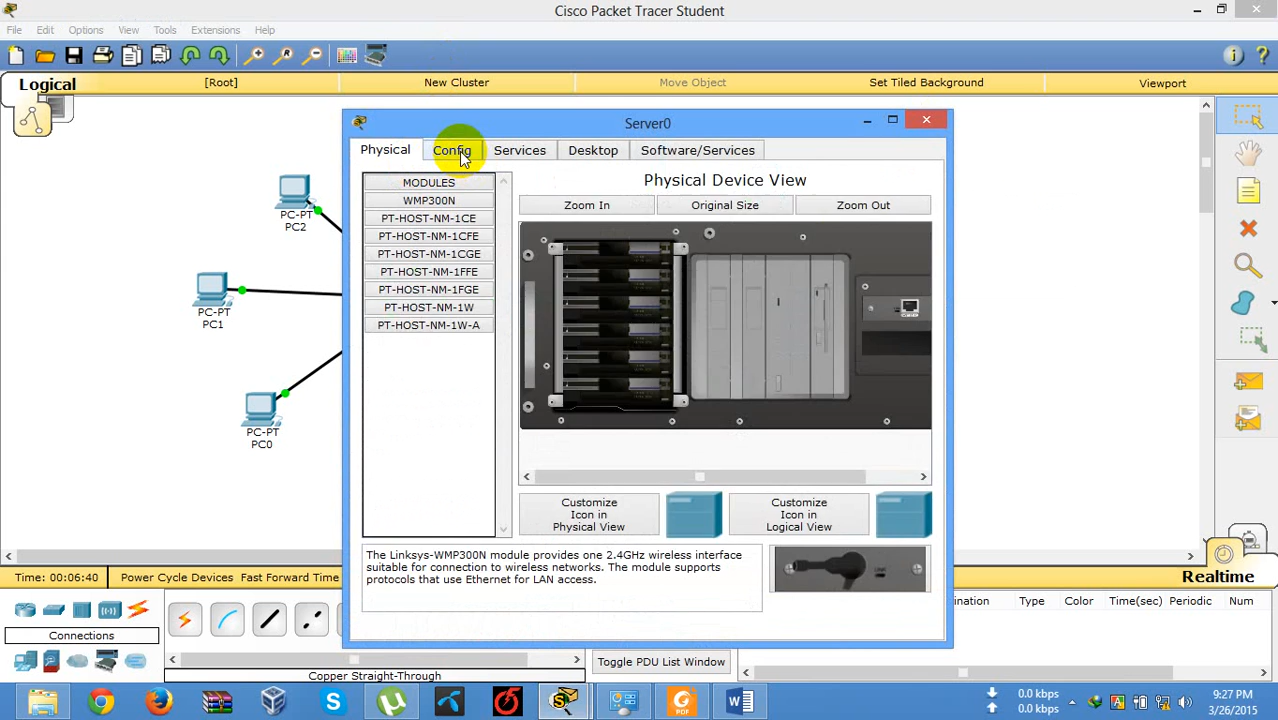 Cisco Packet Tracer Student
File Edit Options View Tools Extensions Help
Logical [Root] New Cluster Move Object Set Tiled Background Viewport
Server0
Physical Config Services Desktop Software/Services
MODULES
WMP300N
PT-HOST-NM-1CE
PT-HOST-NM-1CFE
PT-HOST-NM-1CGE
PT-HOST-NM-1FFE
PT-HOST-NM-1FGE
PT-HOST-NM-1W
PT-HOST-NM-1W-A
Physical Device View
Zoom In Original Size Zoom Out
Customize
Icon in
Physical View
Customize
Icon in
Logical View
The Linksys-WMP300N module provides one 2.4GHz wireless interface
suitable for connection to wireless networks. The module supports
protocols that use Ethernet for LAN access.
PC-PT
PC2
PC-PT
PC1
PC-PT
PC0
Time: 00:06:40 Power Cycle Devices Fast Forward Time
Realtime
Connections
Copper Straight-Through
Toggle PDU List Window
ination Type Color Time(sec) Periodic Num
0.0 kbps
0.0 kbps
9:27 PM
3/26/2015